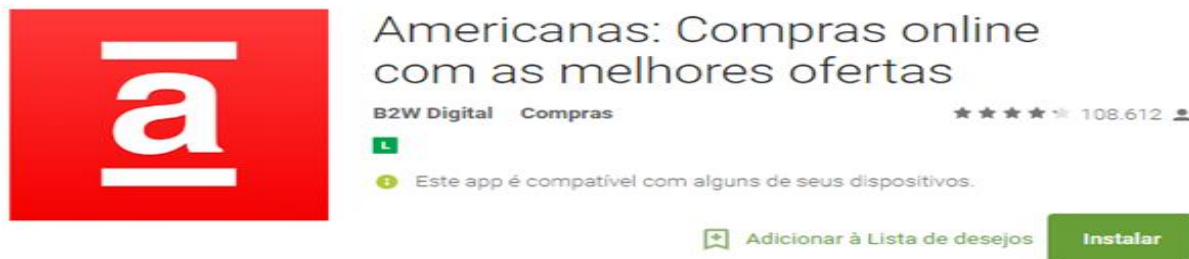 a
Americanas: Compras online
com as melhores ofertas
B2W Digital Compras 108.612
L
Este app é compatível com alguns de seus dispositivos.
Adicionar à Lista de desejos Instalar